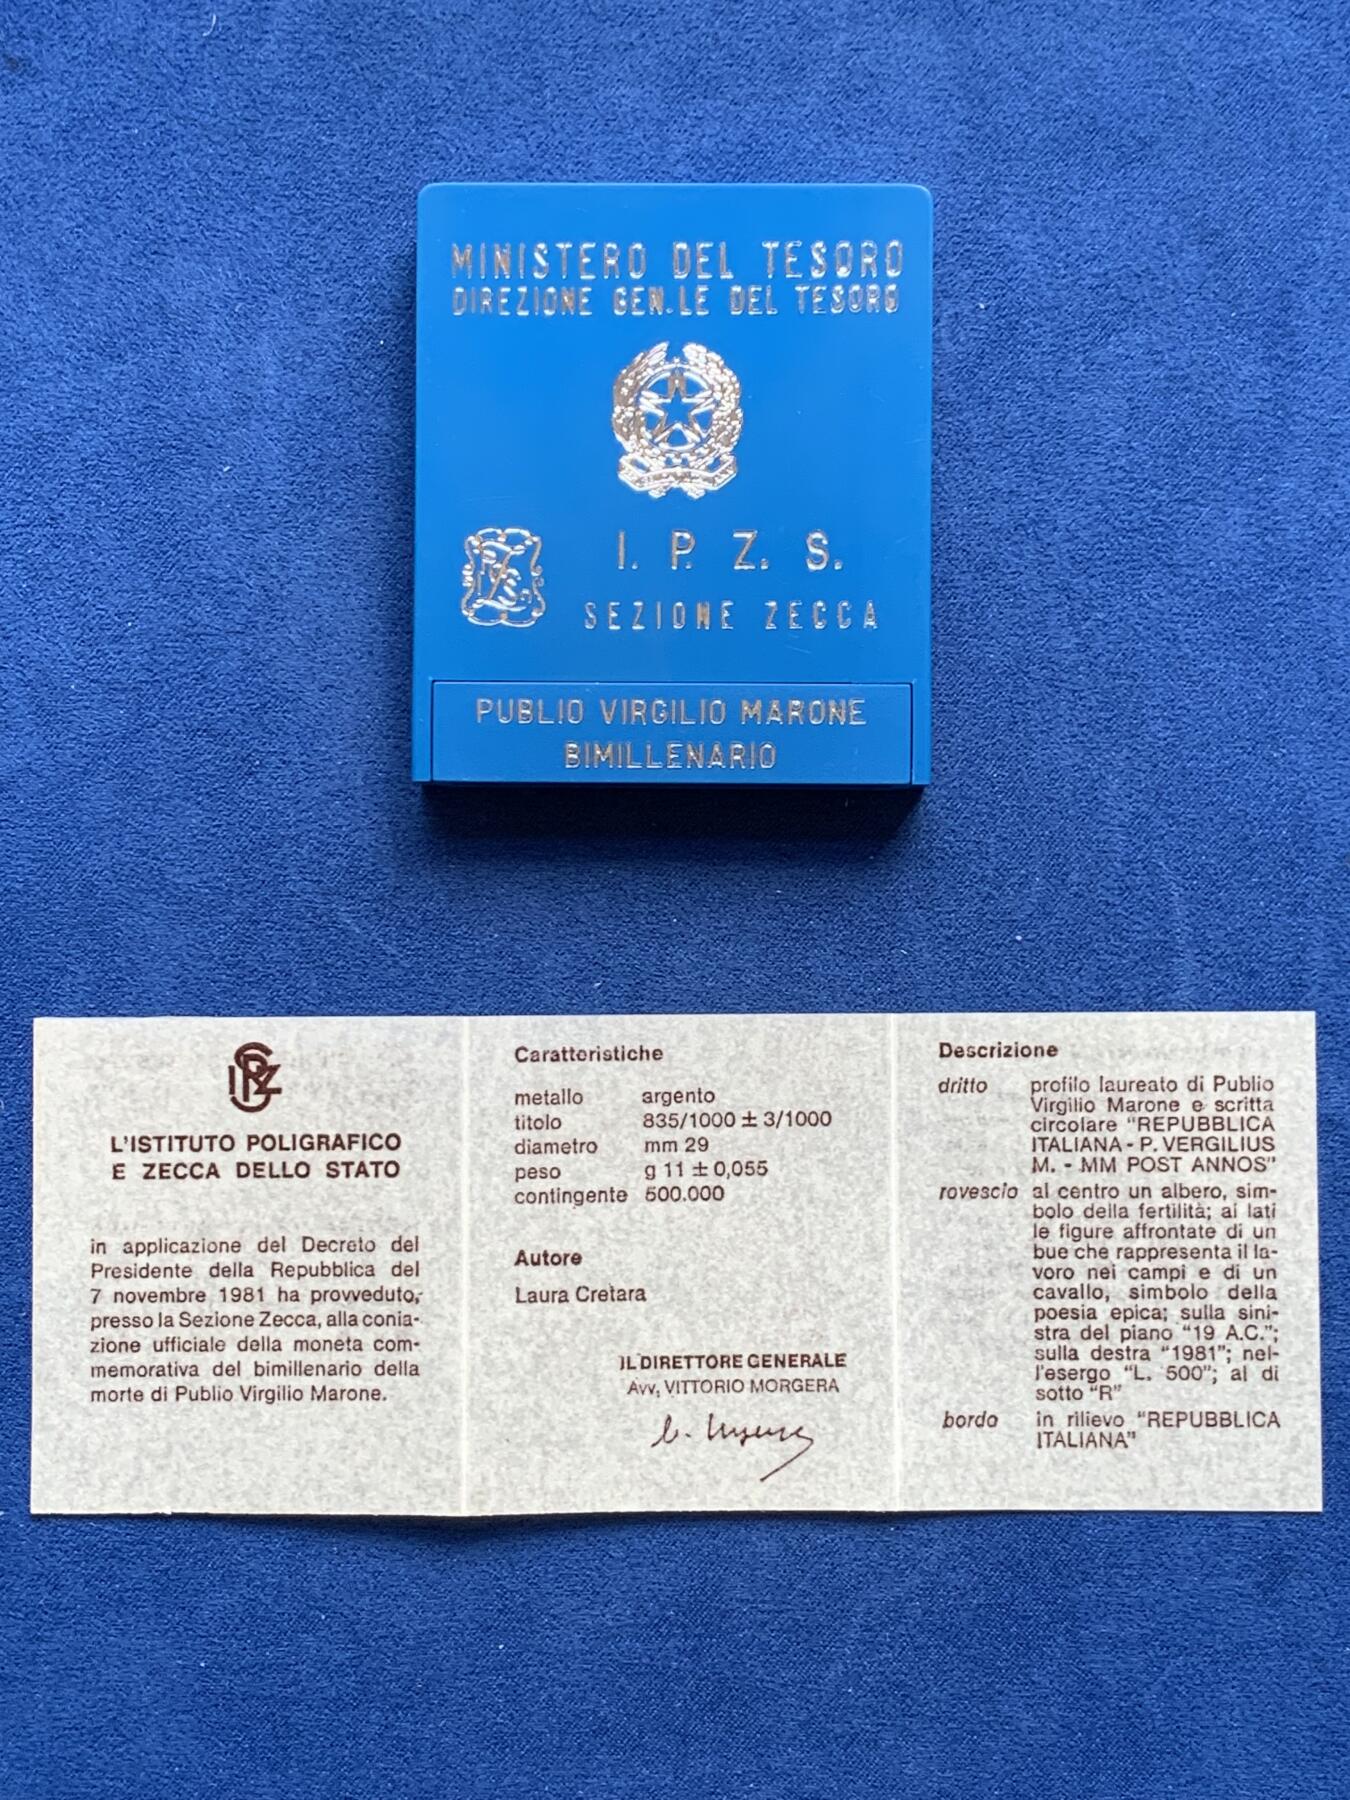 MINISTERO DEL TESORO
DIREZIONE GEN.LE DEL TESORO
I. P. Z. S.
SEZIONE ZECCA
PUBLIO VIRGILIO MARONE
BIMILLENARIO
L'ISTITUTO POLIGRAFICO
E ZECCA DELLO STATO
in applicazione del Decreto del
Presidente della Repubblica del
7 novembre 1981 ha provveduto,
presso la Sezione Zecca, alla conia-
zione ufficiale della moneta com-
memorativa del bimillenario della
morte di Publio Virgilio Marone.
Caratteristiche
metallo argento
titolo 835/1000 ± 3/1000
diametro mm 29
peso g 11 ± 0,055
contingente 500.000
Autore
Laura Cretara
IL DIRETTORE GENERALE
Avv. VITTORIO MORGERA
Descrizione
dritto profilo laureato di Publio
Virgilio Marone e scritta
circolare “REPUBBLICA
ITALIANA - P. VERGILIUS
M. - MM POST ANNOS”
rovescio al centro un albero, sim-
bolo della fertilità; ai lati
le figure affrontate di un
bue che rappresenta il la-
voro nei campi e di un
cavallo, simbolo della
poesia epica; sulla sini-
stra del piano “19 A.C.”;
sulla destra “1981”; nel-
l'esergo “L. 500”; al di
sotto “R”
bordo in rilievo “REPUBBLICA
ITALIANA”